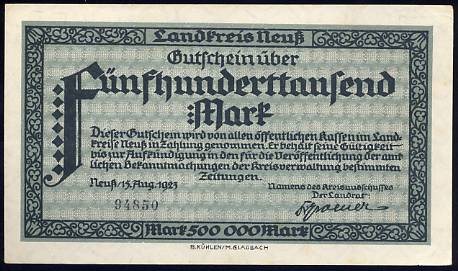 Landkreis Neuß
Gutschein über
Fünfhunderttausend
Mark
Dieser Gutschein wird von allen öffentlichen Kassen im Land-
kreise Neuß in Zahlung genommen. Er behält seine Gültigkeit
bis zur Aufkündigung in den für die Veröffentlichung der amt-
lichen Bekanntmachungen der Kreisverwaltung bestimmten
Zeitungen.
Neuß, 15. Aug. 1923
Namens des Kreisausschusses
Der Landrat:
94850
Mark 500 000 Mark
B. KÜHLEN/M. GLADBACH